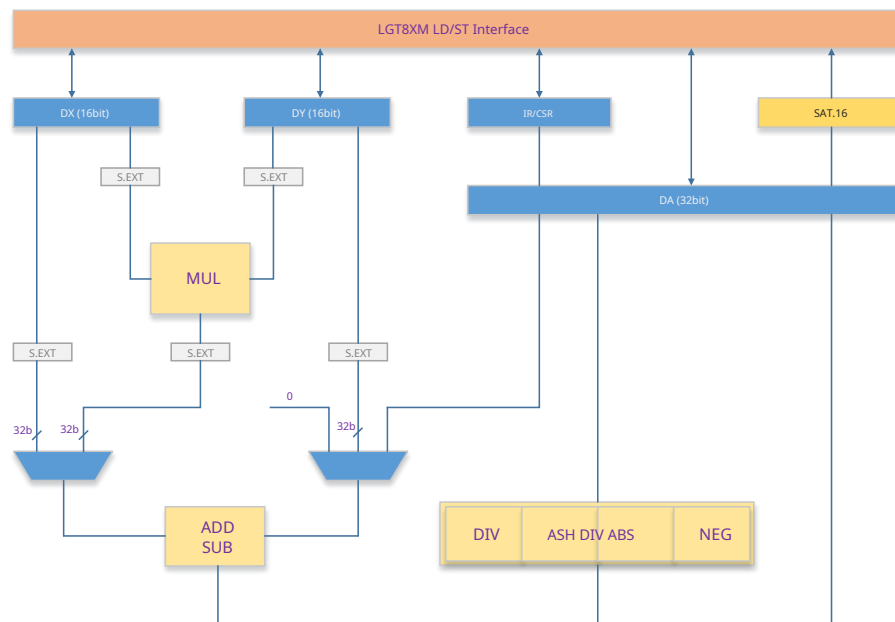 LGT8XM LD/ST Interface
DX (16bit)
DY (16bit)
IR/CSR
SAT.16
S.EXT
S.EXT
DA (32bit)
MUL
S.EXT
S.EXT
S.EXT
0
32b
32b
32b
ADD
SUB
DIV
ASH DIV ABS
NEG